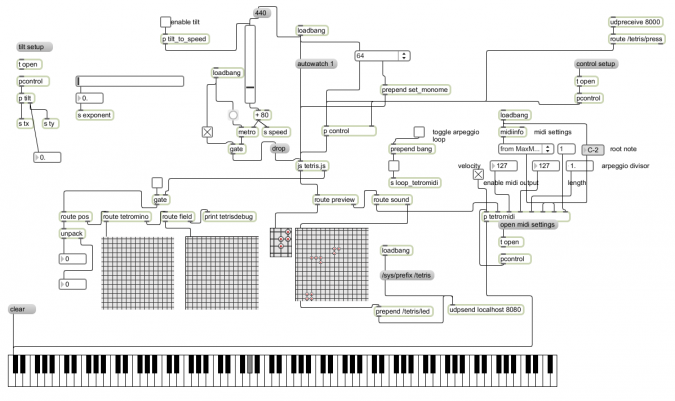 440
enable tilt
loadbang
udpreceive 8000
p tilt_to_speed
route /tetris/press
tilt setup
64
t open
autowatch 1
control setup
loadbang
pcontrol
t open
prepend set_monome
p tilt
0.
pcontrol
s exponent
+ 80
loadbang
s tx
s ty
metro
s speed
p control
toggle arpeggio
loop
midiinfo
midi settings
gate
drop
prepend bang
from MaxM...
1
C-2
root note
0.
js tetris.js
velocity
127
127
1.
arpeggio divisor
s loop_tetromidi
enable midi output
length
gate
route preview
route sound
route pos
route tetromino
route field
print tetrisdebug
p tetromidi
open midi settings
unpack
t open
loadbang
0
pcontrol
/sys/prefix /tetris
0
clear
prepend /tetris/led
udpsend localhost 8080